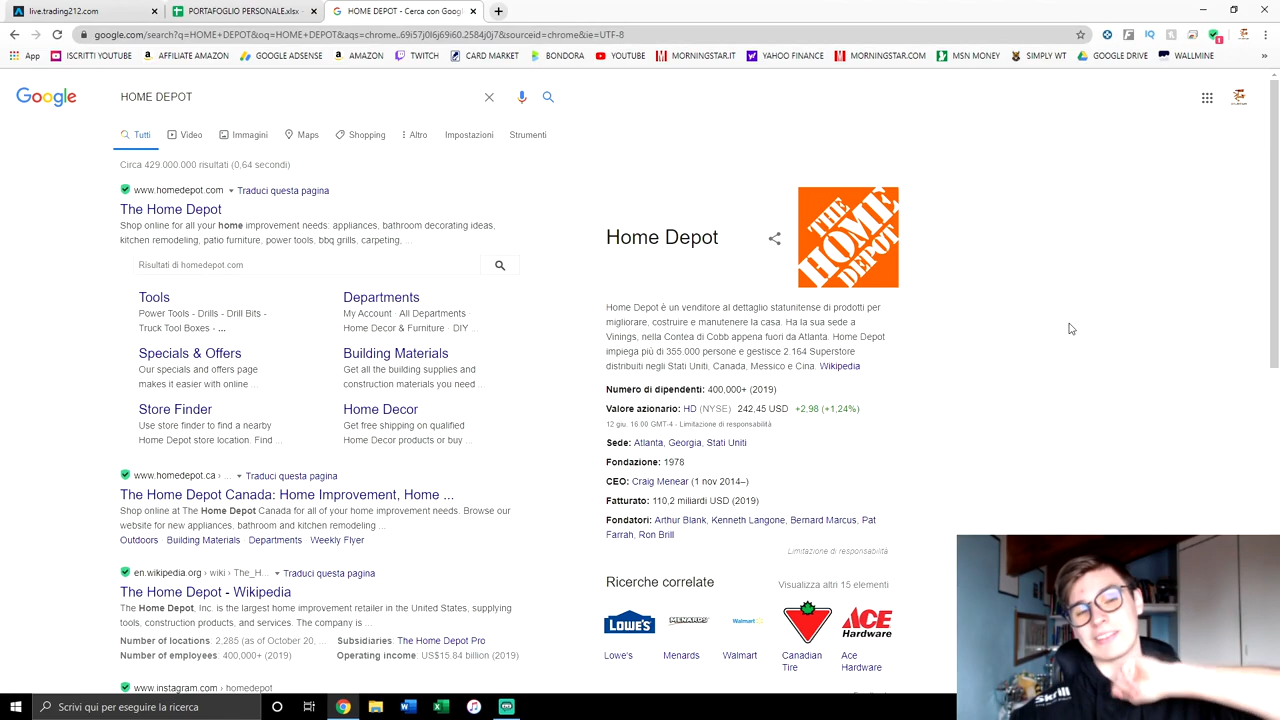 live.trading212.com
PORTAFOGLIO PERSONALE.xlsx -
HOME DEPOT - Cerca con Googl
google.com/search?q=HOME+DEPOT&oq=HOME+DEPOT&aqs=chrome..69i57j0l6j69i60.2584j0j7&sourceid=chrome&ie=UTF-8
App
ISCRITTI YOUTUBE
AFFILIATE AMAZON
GOOGLE ADSENSE
AMAZON
TWITCH
CARD MARKET
BONDORA
YOUTUBE
MORNINGSTAR.IT
YAHOO FINANCE
MORNINGSTAR.COM
MSN MONEY
SIMPLY WT
GOOGLE DRIVE
WALLMINE
Google
HOME DEPOT
Tutti
Video
Immagini
Maps
Shopping
Altro
Impostazioni
Strumenti
Circa 429.000.000 risultati (0,64 secondi)
www.homedepot.com
Traduci questa pagina
The Home Depot
Shop online for all your home improvement needs: appliances, bathroom decorating ideas,
kitchen remodeling, patio furniture, power tools, bbq grills, carpeting, ...
Risultati di homedepot com
Tools
Power Tools - Drills - Drill Bits -
Truck Tool Boxes - ...
Departments
My Account · All Departments ·
Home Decor & Furniture · DIY ...
Specials & Offers
Our specials and offers page
makes it easier with online ...
Building Materials
Get all the building supplies and
construction materials you need ...
Store Finder
Use store finder to find a nearby
Home Depot store location. Find ...
Home Decor
Get free shipping on qualified
Home Decor products or buy ...
www.homedepot.ca › ...
Traduci questa pagina
The Home Depot Canada: Home Improvement, Home ...
Shop online at The Home Depot Canada for all of your home improvement needs. Browse our
website for new appliances, bathroom and kitchen remodeling ...
Outdoors · Building Materials · Departments · Weekly Flyer
en.wikipedia.org › wiki › The_H...
Traduci questa pagina
The Home Depot - Wikipedia
The Home Depot, Inc. is the largest home improvement retailer in the United States, supplying
tools, construction products, and services. The company is ...
Number of locations: 2,285 (as of October 20, ...
Subsidiaries: The Home Depot Pro
Number of employees: 400,000+ (2019)
Operating income: US$15.84 billion (2019)
www.instagram.com › homedepot
Home Depot
THE HOME DEPOT
Home Depot è un venditore al dettaglio statunitense di prodotti per
migliorare, costruire e manutenere la casa. Ha la sua sede a
Vinings, nella Contea di Cobb appena fuori da Atlanta. Home Depot
impiega più di 355.000 persone e gestisce 2.164 Superstore
distribuiti negli Stati Uniti, Canada, Messico e Cina. Wikipedia
Numero di dipendenti: 400,000+ (2019)
Valore azionario: HD (NYSE) 242,45 USD +2,98 (+1,24%)
12 giu. 16:00 GMT-4 - Limitazione di responsabilità
Sede: Atlanta, Georgia, Stati Uniti
Fondazione: 1978
CEO: Craig Menear (1 nov 2014–)
Fatturato: 110,2 miliardi USD (2019)
Fondatori: Arthur Blank, Kenneth Langone, Bernard Marcus, Pat
Farrah, Ron Brill
Limitazione di responsabilità
Ricerche correlate
Visualizza altri 15 elementi
LOWE'S
MENARDS
Walmart
ACE
Hardware
Lowe's
Menards
Walmart
Canadian
Tire
Ace
Hardware
Skrill
Scrivi qui per eseguire la ricerca